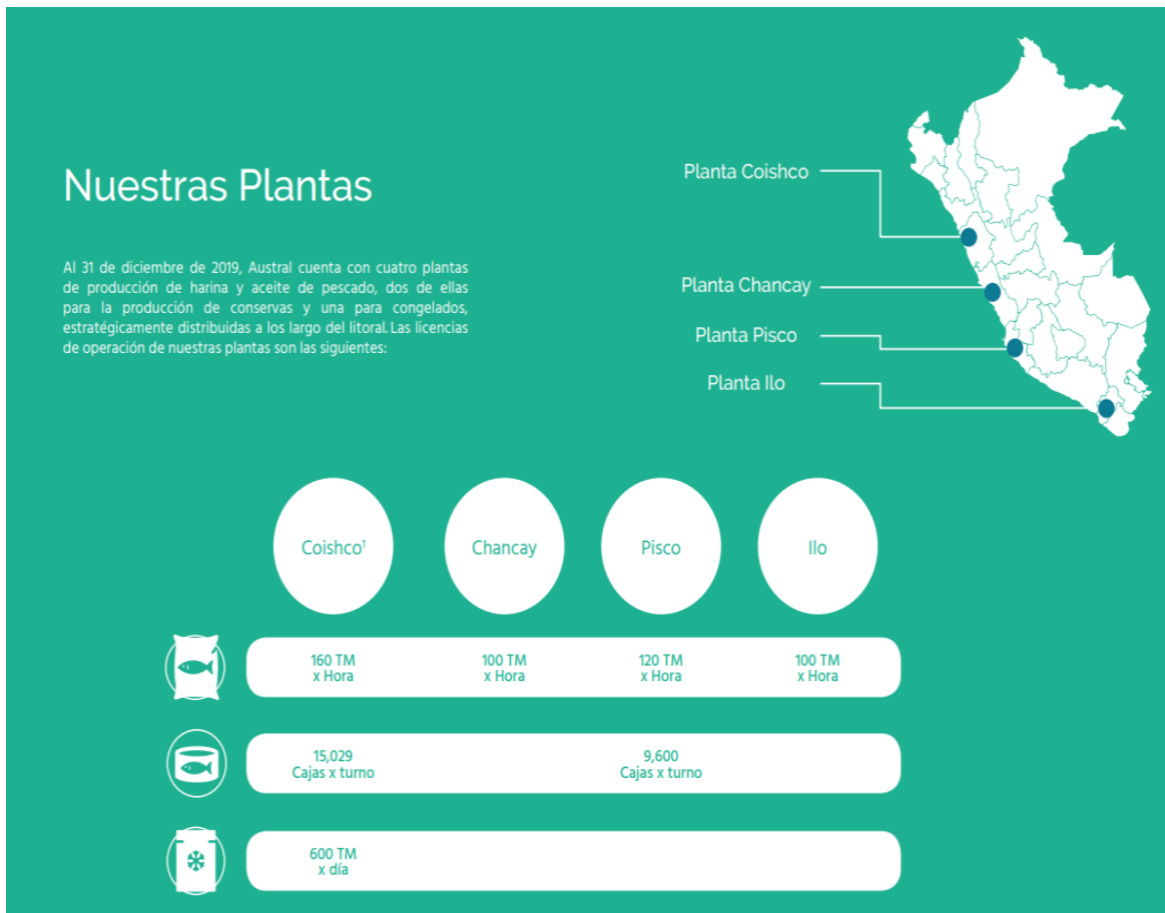 Nuestras Plantas
Al 31 de diciembre de 2019, Austral cuenta con cuatro plantas
de producción de harina y aceite de pescado, dos de ellas
para la producción de conservas y una para congelados,
estratégicamente distribuidas a los largo del litoral. Las licencias
de operación de nuestras plantas son las siguientes:
Planta Coishco
Planta Chancay
Planta Pisco
Planta Ilo
Coishco¹
Chancay
Pisco
Ilo
160 TM
x Hora
100 TM
x Hora
120 TM
x Hora
100 TM
x Hora
15,029
Cajas x turno
9,600
Cajas x turno
600 TM
x día